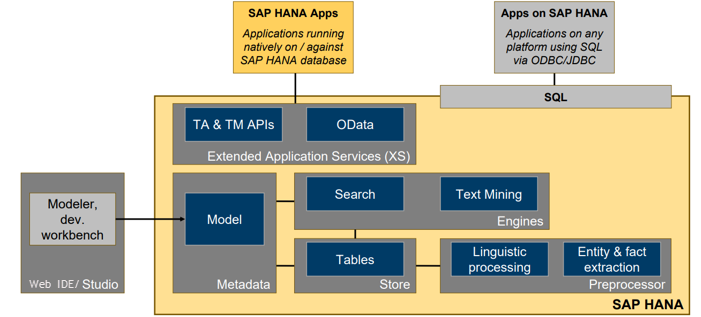 SAP HANA Apps
Applications running
natively on / against
SAP HANA database
Apps on SAP HANA
Applications on any
platform using SQL
via ODBC/JDBC
SQL
TA & TM APIs
OData
Extended Application Services (XS)
Modeler,
dev.
workbench
Web IDE/ Studio
Model
Metadata
Search
Text Mining
Engines
Tables
Store
Linguistic
processing
Entity & fact
extraction
Preprocessor
SAP HANA